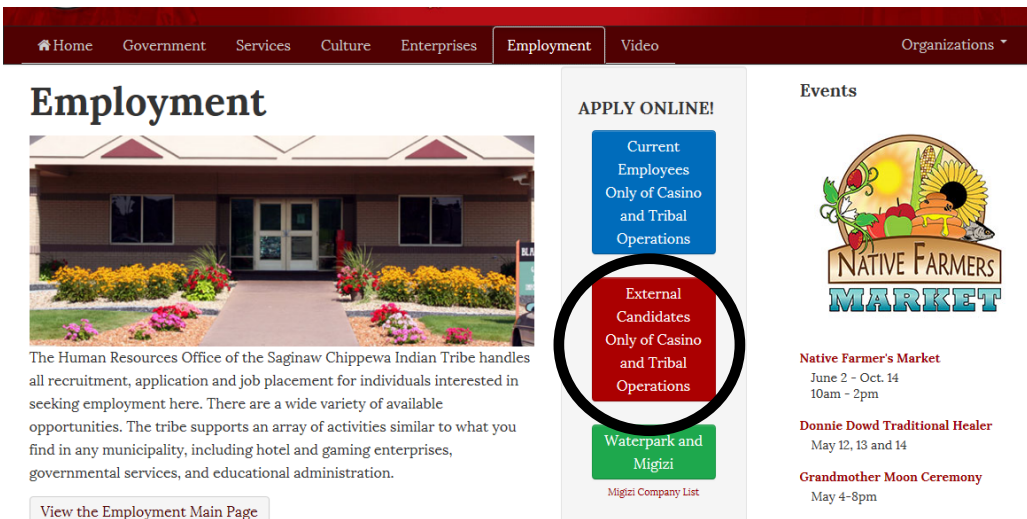 Home Government Services Culture Enterprises Employment Video Organizations
Employment
The Human Resources Office of the Saginaw Chippewa Indian Tribe handles
all recruitment, application and job placement for individuals interested in
seeking employment here. There are a wide variety of available
opportunities. The tribe supports an array of activities similar to what you
find in any municipality, including hotel and gaming enterprises,
governmental services, and educational administration.
View the Employment Main Page
APPLY ONLINE!
Current
Employees
Only of Casino
and Tribal
Operations
External
Candidates
Only of Casino
and Tribal
Operations
Waterpark and
Migizi
Migizi Company List
Events
NATIVE FARMERS
MARKET
Native Farmer's Market
June 2 - Oct. 14
10am - 2pm
Donnie Dowd Traditional Healer
May 12, 13 and 14
Grandmother Moon Ceremony
May 4-8pm